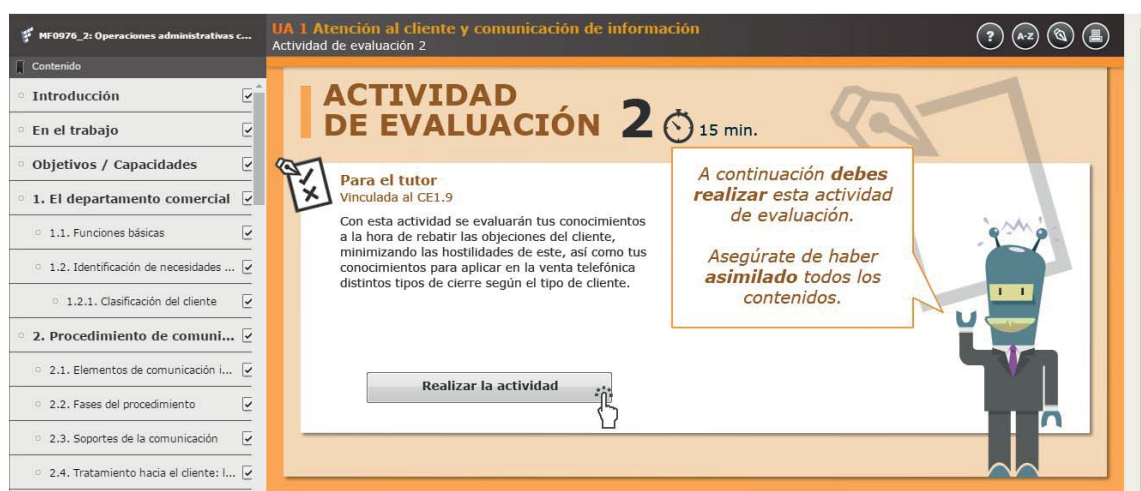 MF0976_2: Operaciones administrativas c...
UA 1 Atención al cliente y comunicación de información
Actividad de evaluación 2
?
A-Z
Contenido
Introducción
En el trabajo
Objetivos / Capacidades
1. El departamento comercial
1.1. Funciones básicas
1.2. Identificación de necesidades ...
1.2.1. Clasificación del cliente
2. Procedimiento de comuni...
2.1. Elementos de comunicación i...
2.2. Fases del procedimiento
2.3. Soportes de la comunicación
2.4. Tratamiento hacia el cliente: l...
ACTIVIDAD
DE EVALUACIÓN 2
15 min.
Para el tutor
Vinculada al CE1.9
Con esta actividad se evaluarán tus conocimientos
a la hora de rebatir las objeciones del cliente,
minimizando las hostilidades de este, así como tus
conocimientos para aplicar en la venta telefónica
distintos tipos de cierre según el tipo de cliente.
Realizar la actividad
A continuación debes
realizar esta actividad
de evaluación.
Asegúrate de haber
asimilado todos los
contenidos.